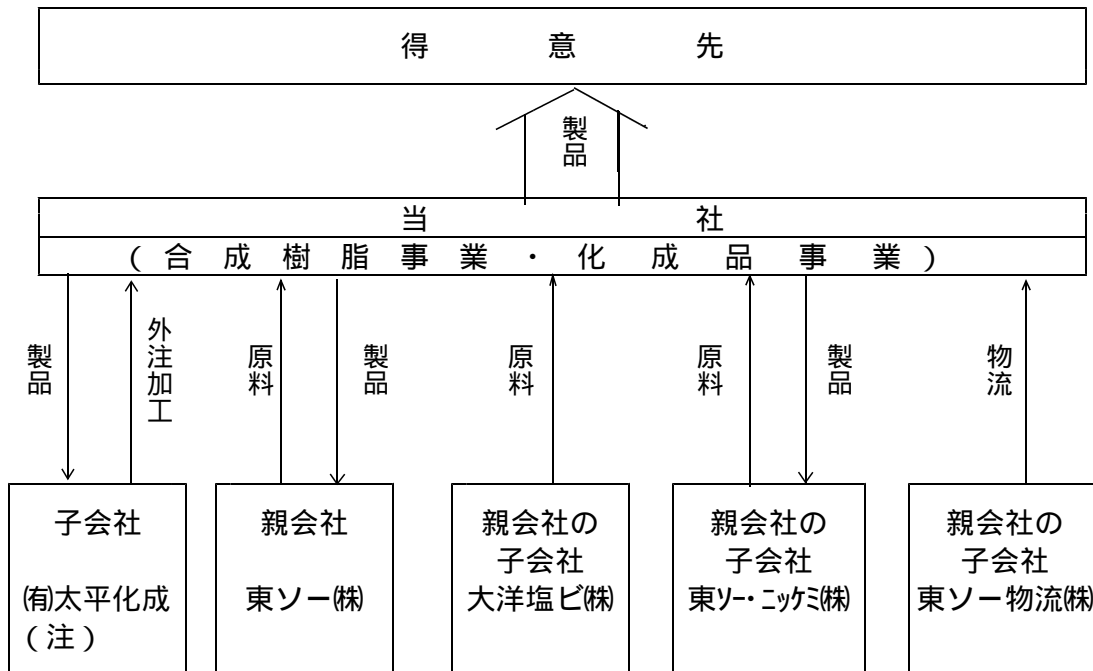 得意先
製品
当社
(合成樹脂事業・化成品事業)
製品
外注加工
原料
製品
原料
原料
製品
物流
子会社
(有)太平化成
(注)
親会社
東ソー(株)
親会社の
子会社
大洋塩ビ(株)
親会社の
子会社
東ソー・ニッケミ(株)
親会社の
子会社
東ソー物流(株)